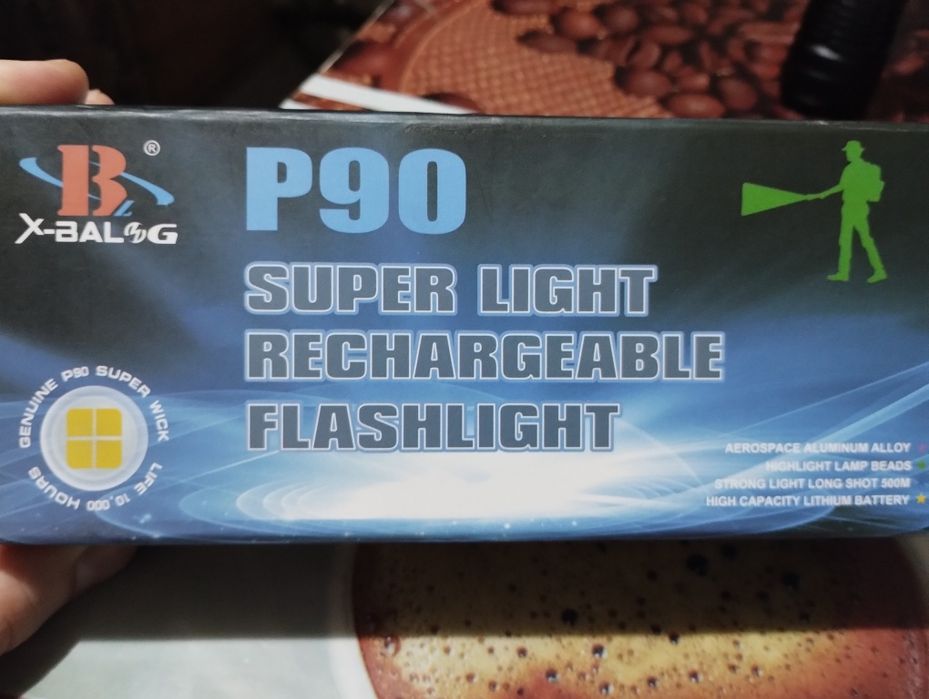 B
X-BALOG
®
P90
SUPER LIGHT
RECHARGEABLE
FLASHLIGHT
GENUINE P90 SUPER WICK
LIFE 10,000 HOURS
AEROSPACE ALUMINUM ALLOY
HIGHLIGHT LAMP BEADS
STRONG LIGHT LONG SHOT 500M
HIGH CAPACITY LITHIUM BATTERY